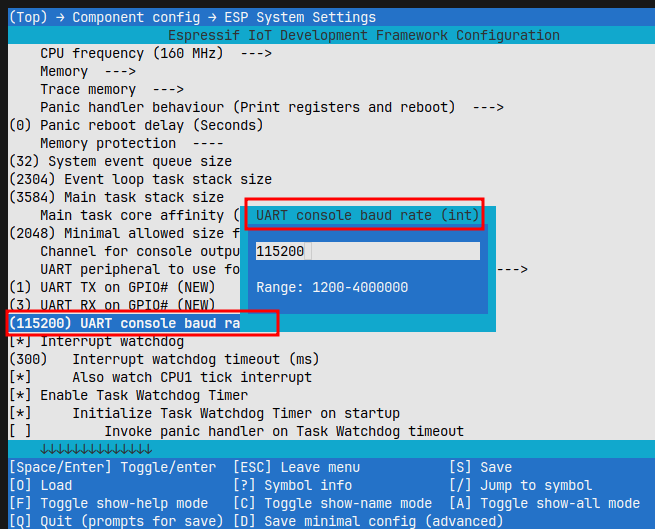 (Top) → Component config → ESP System Settings
Espressif IoT Development Framework Configuration
CPU frequency (160 MHz)  --->
Memory  --->
Trace memory  --->
Panic handler behaviour (Print registers and reboot)  --->
(0) Panic reboot delay (Seconds)
Memory protection  ----
(32) System event queue size
(2304) Event loop task stack size
(3584) Main task stack size
Main task core affinity (
(2048) Minimal allowed size f
Channel for console outpu
UART peripheral to use fo
--->
(1) UART TX on GPIO# (NEW)
(3) UART RX on GPIO# (NEW)
(115200) UART console baud ra
UART console baud rate (int)
115200
Range: 1200-4000000
[*] Interrupt watchdog
(300)   Interrupt watchdog timeout (ms)
[*]     Also watch CPU1 tick interrupt
[*] Enable Task Watchdog Timer
[*]     Initialize Task Watchdog Timer on startup
[ ]         Invoke panic handler on Task Watchdog timeout
↓↓↓↓↓↓↓↓↓↓↓↓↓↓
[Space/Enter] Toggle/enter  [ESC] Leave menu  [S] Save
[O] Load  [?] Symbol info  [/] Jump to symbol
[F] Toggle show-help mode  [C] Toggle show-name mode  [A] Toggle show-all mode
[Q] Quit (prompts for save)  [D] Save minimal config (advanced)